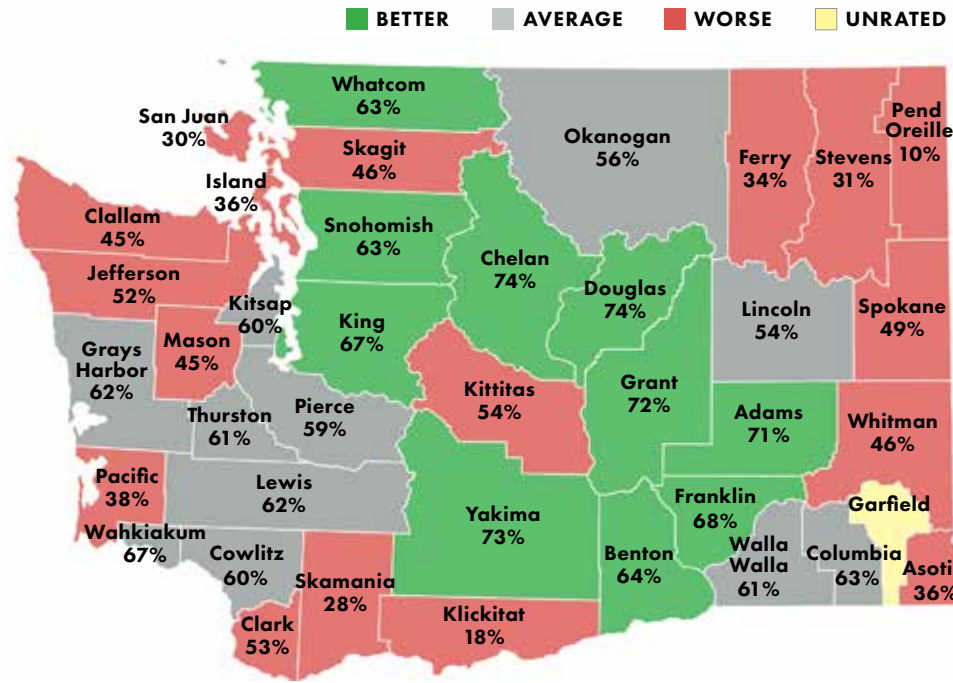 BETTER AVERAGE WORSE UNRATED
Whatcom
63%
San Juan
30%
Skagit
46%
Island
36%
Okanogan
56%
Ferry
34%
Stevens
31%
Pend
Oreille
10%
Clallam
45%
Snohomish
63%
Chelan
74%
Jefferson
52%
Kitsap
60%
King
67%
Douglas
74%
Lincoln
54%
Spokane
49%
Grays
Harbor
62%
Mason
45%
Kittitas
54%
Grant
72%
Thurston
61%
Pierce
59%
Adams
71%
Whitman
46%
Pacific
38%
Lewis
62%
Yakima
73%
Franklin
68%
Garfield
Wahkiakum
67%
Cowlitz
60%
Skamania
28%
Benton
64%
Walla
Walla
61%
Columbia
63%
Asotin
36%
Clark
53%
Klickitat
18%